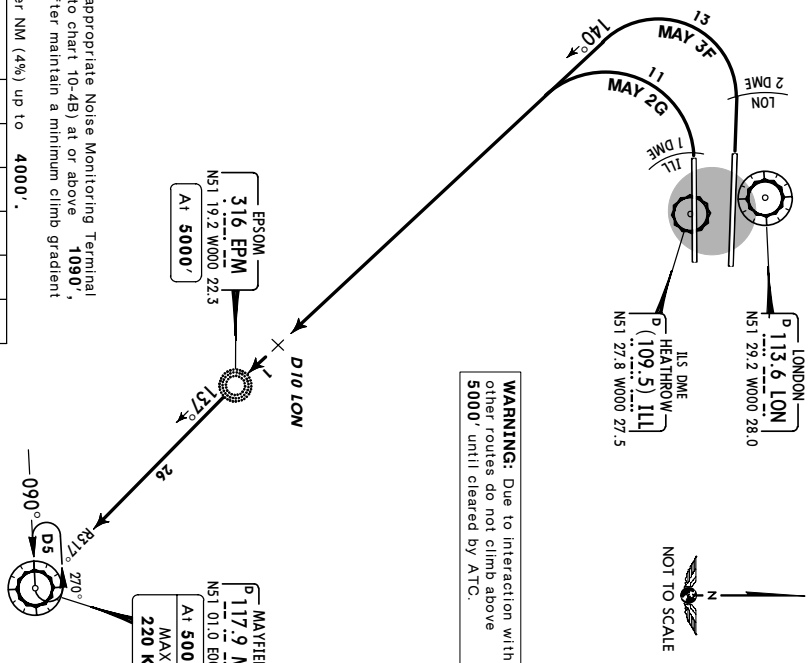 LONDON
D 113.6 LON
N51 29.2 W000 28.0
ILS DME
HEATHROW
D (109.5) ILL
N51 27.8 W000 27.5
NOT TO SCALE
N
LON
2 DME
ILL
1 DME
13
MAY 3F
11
MAY 2G
140°
WARNING: Due to interaction with
other routes do not climb above
5000' until cleared by ATC.
appropriate Noise Monitoring Terminal
to chart 10-4B) at or above 1090',
fter maintain a minimum climb gradient
er NM (4%) up to 4000'.
EPSOM
316 EPM
N51 19.2 W000 22.3
At 5000'
D10 LON
1
137°
26
R317°
090°
D5
270°
MAYFIE
D 117.9 M
N51 01.0 E00
At 500
MAX
220 K